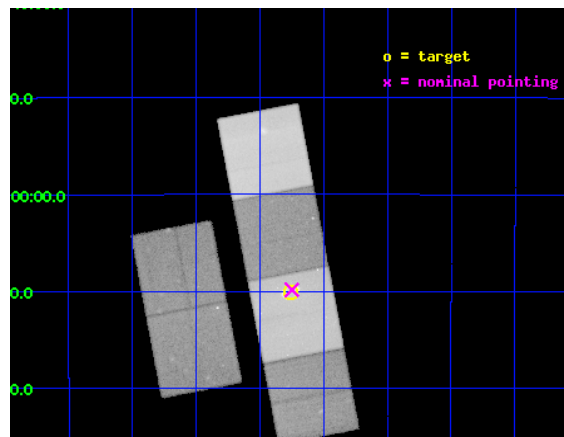 o = target
x = nominal pointing
0.0
00:00.0
0.0
0.0